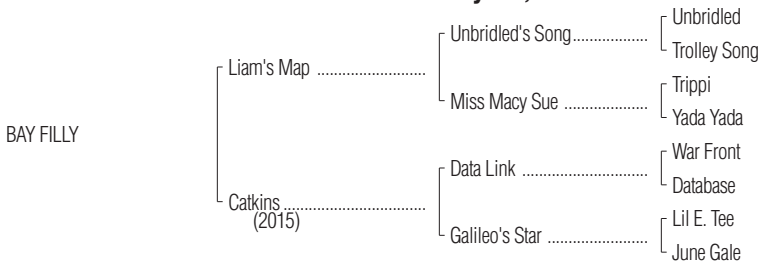 Unbridled
Unbridled's Song
Trolley Song
Liam's Map
Trippi
Miss Macy Sue
Yada Yada
BAY FILLY
War Front
Data Link
Database
Catkins
(2015)
Lil E. Tee
Galileo's Star
June Gale